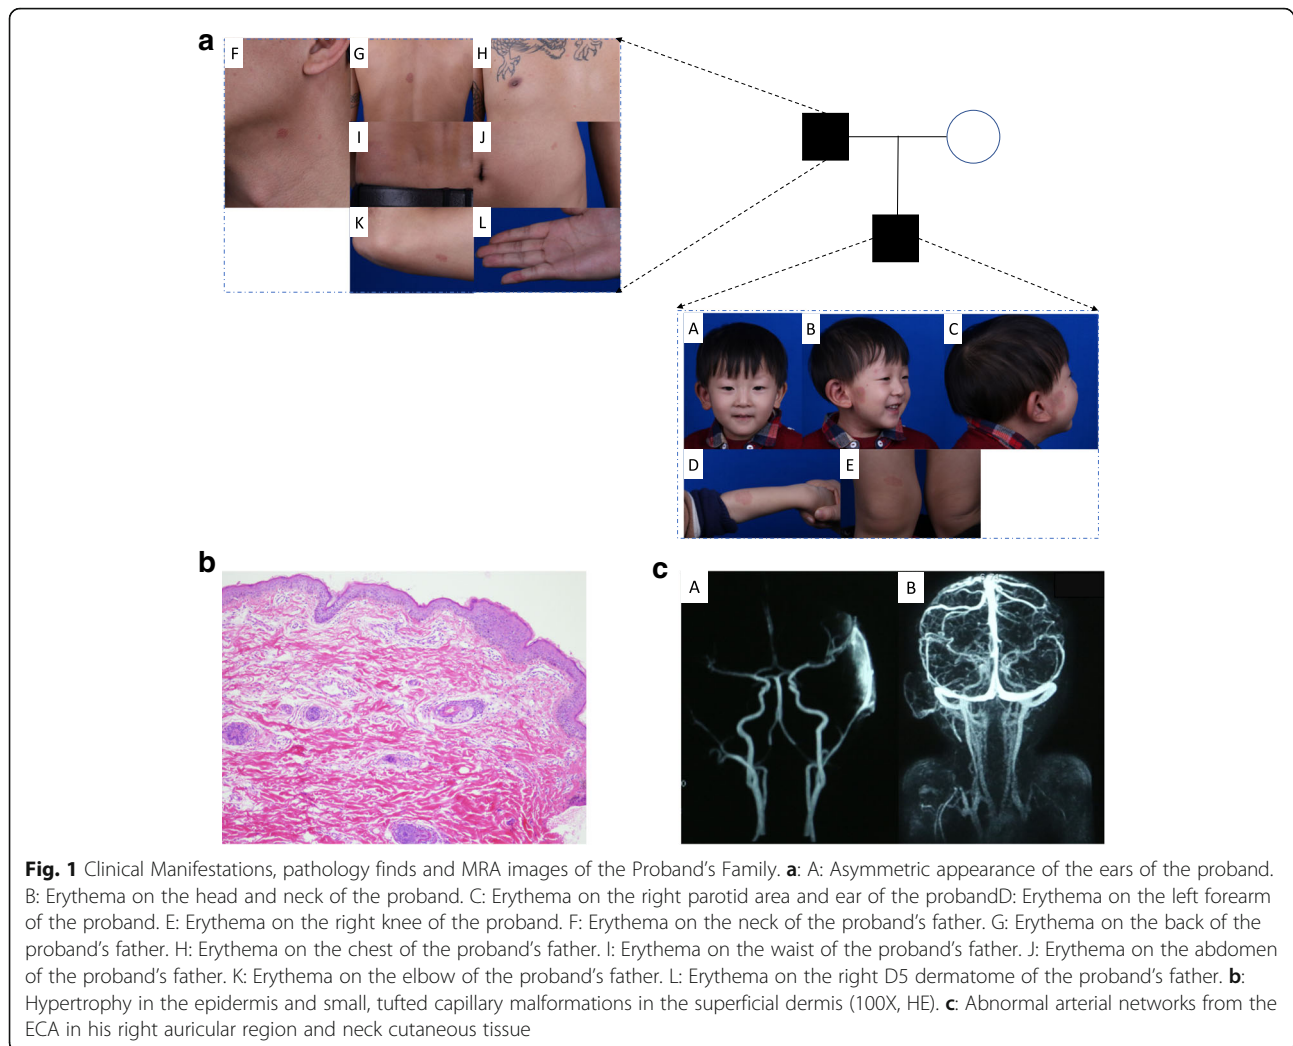 a
F
G
H
I
J
K
L
A
B
C
D
E
b
c
A
B
Fig. 1 Clinical Manifestations, pathology finds and MRA images of the Proband's Family. a: A: Asymmetric appearance of the ears of the proband.
B: Erythema on the head and neck of the proband. C: Erythema on the right parotid area and ear of the probandD: Erythema on the left forearm
of the proband. E: Erythema on the right knee of the proband. F: Erythema on the neck of the proband's father. G: Erythema on the back of the
proband's father. H: Erythema on the chest of the proband's father. I: Erythema on the waist of the proband's father. J: Erythema on the abdomen
of the proband's father. K: Erythema on the elbow of the proband's father. L: Erythema on the right D5 dermatome of the proband's father. b:
Hypertrophy in the epidermis and small, tufted capillary malformations in the superficial dermis (100X, HE). c: Abnormal arterial networks from the
ECA in his right auricular region and neck cutaneous tissue